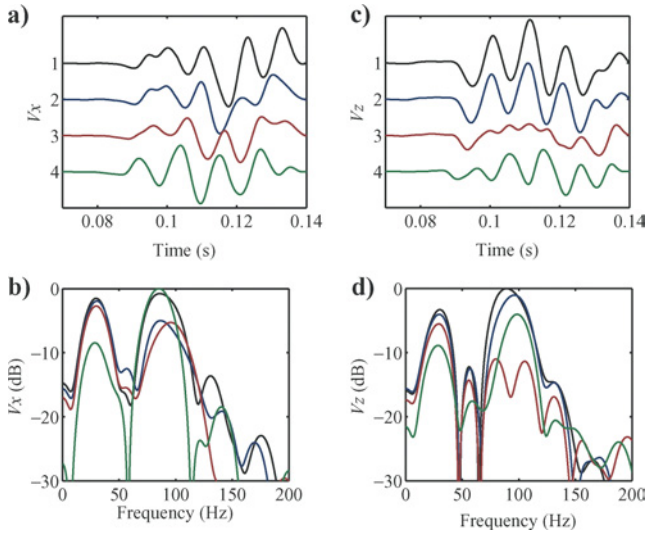 a)
c)
1
2
3
4
Vx
0.08
0.1
0.12
0.14
Time (s)
1
2
3
4
Vz
0.08
0.1
0.12
0.14
Time (s)
b)
d)
0
−10
−20
−30
Vx (dB)
0
50
100
150
200
Frequency (Hz)
0
−10
−20
−30
Vz (dB)
0
50
100
150
200
Frequency (Hz)